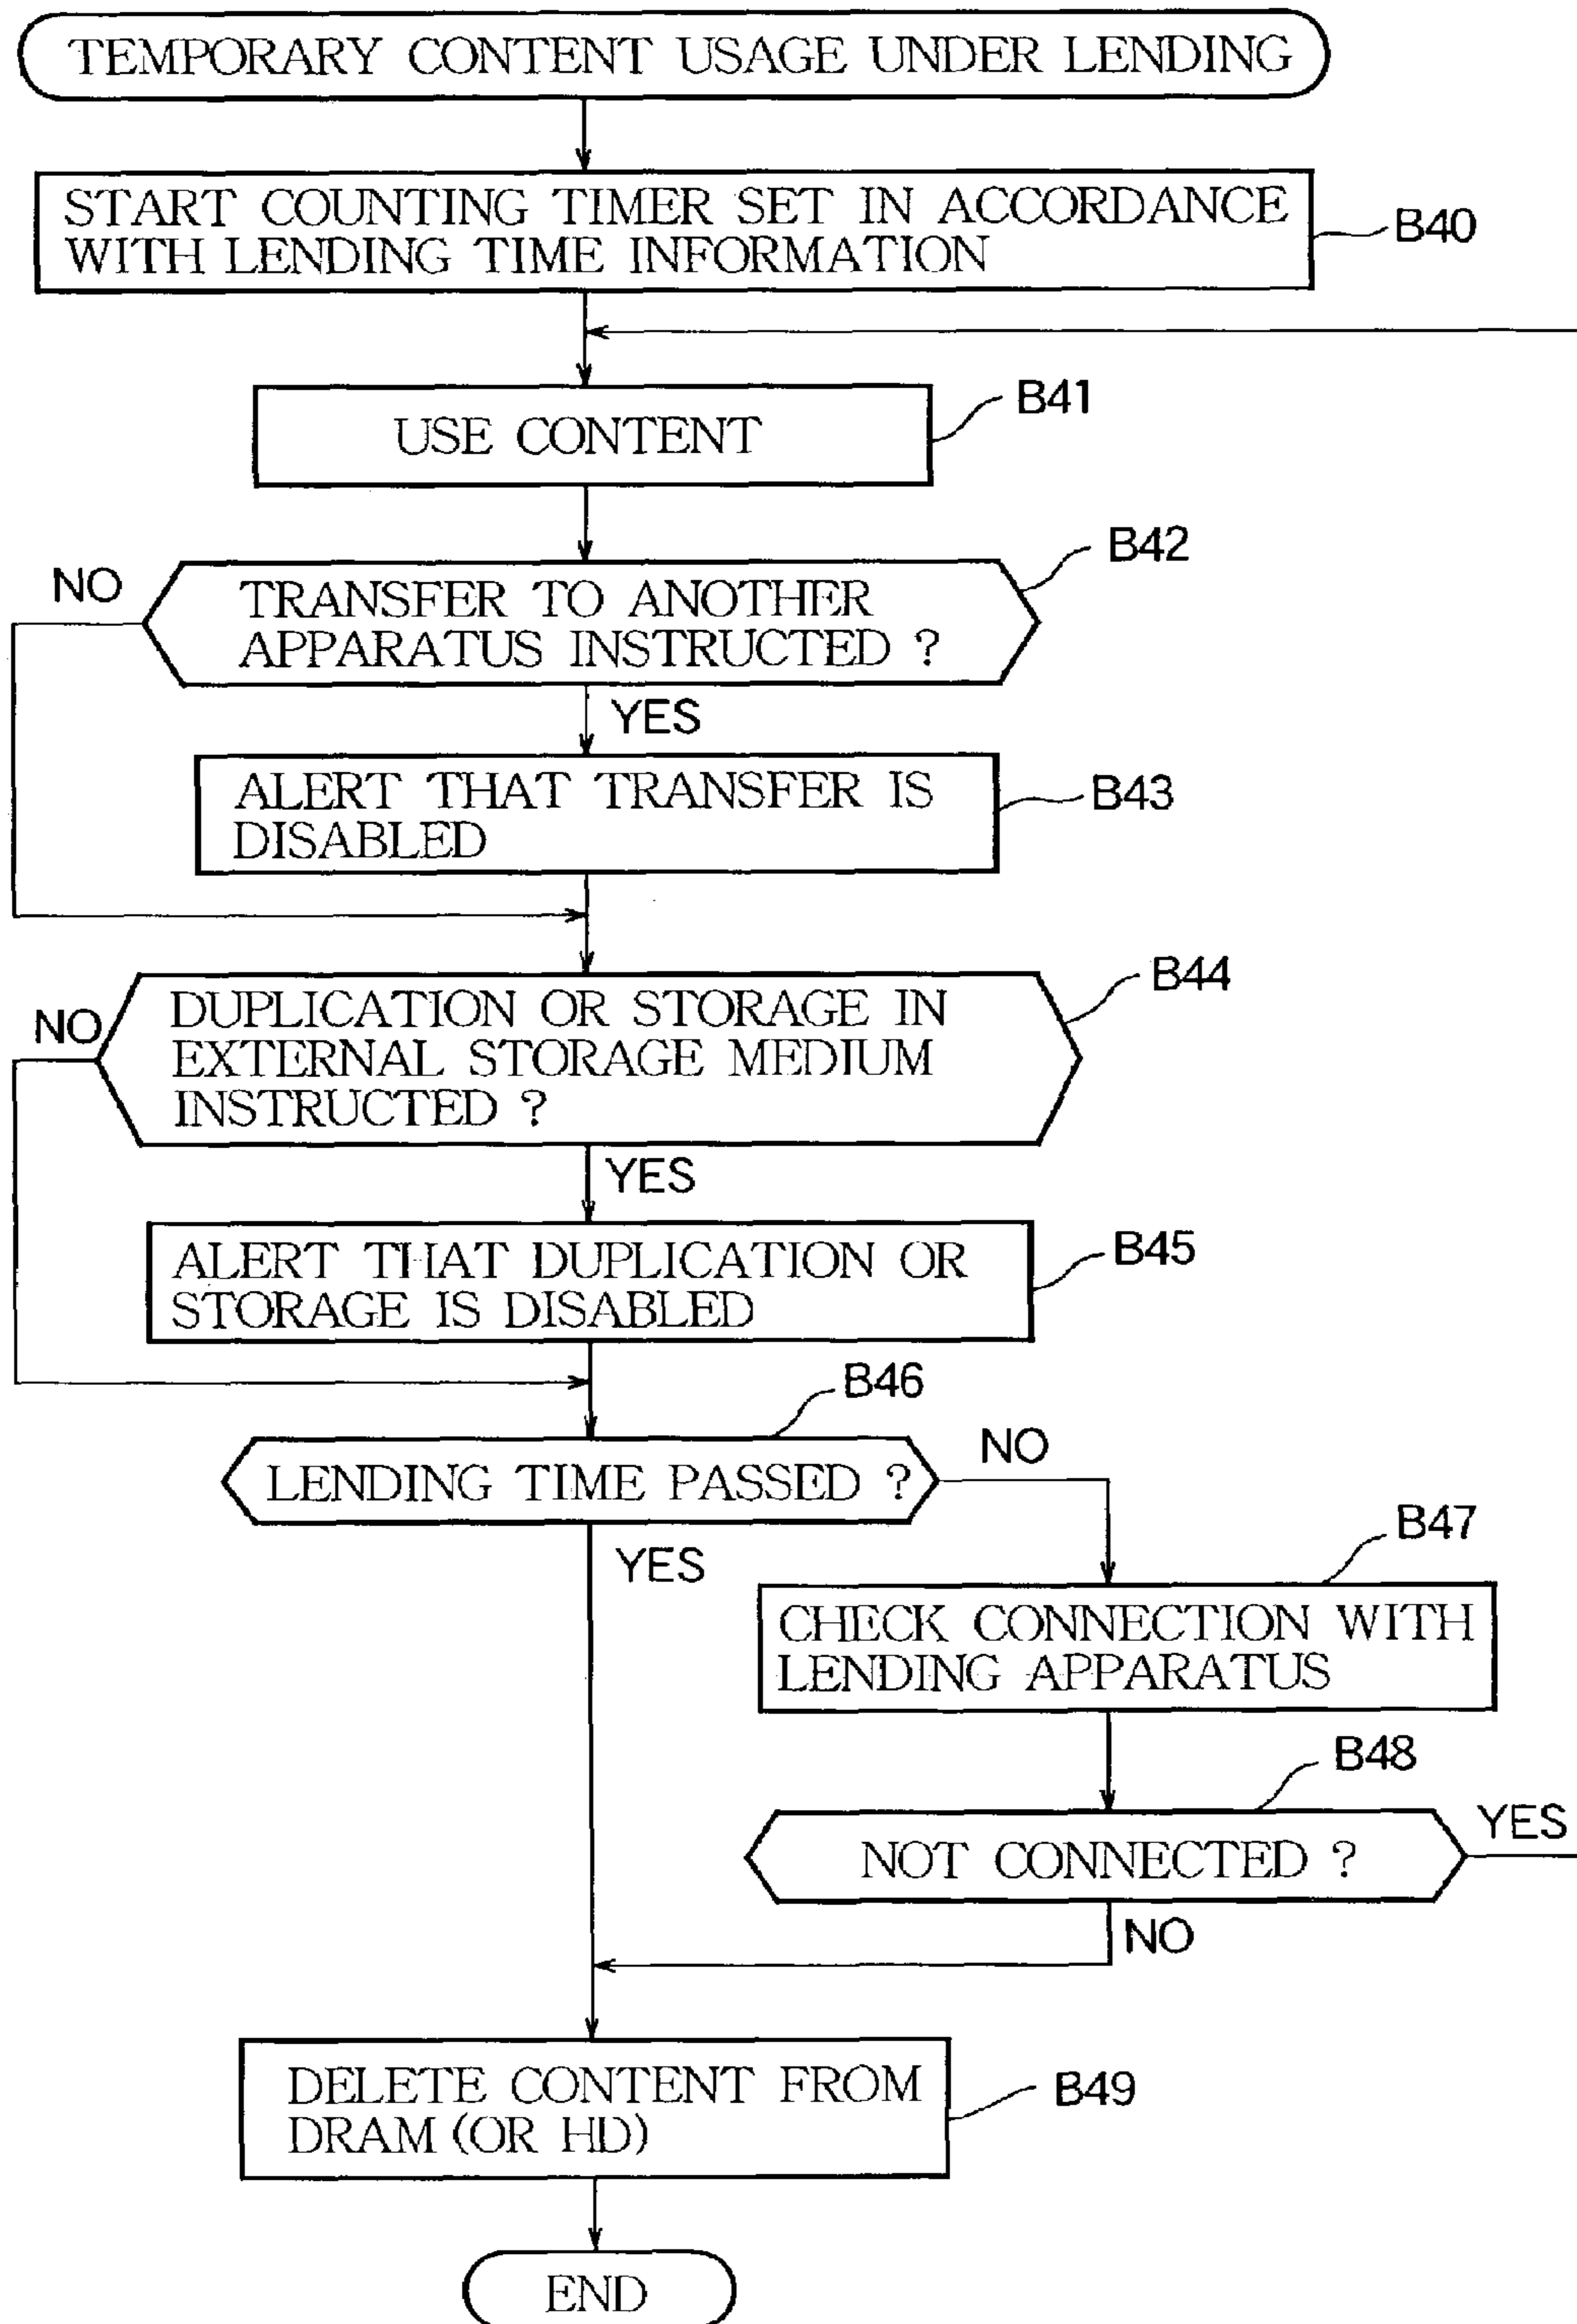 TEMPORARY CONTENT USAGE UNDER LENDING
START COUNTING TIMER SET IN ACCORDANCE
WITH LENDING TIME INFORMATION
B40
USE CONTENT
B41
B42
NO
TRANSFER TO ANOTHER
APPARATUS INSTRUCTED ?
YES
ALERT THAT TRANSFER IS
DISABLED
B43
B44
NO
DUPLICATION OR STORAGE IN
EXTERNAL STORAGE MEDIUM
INSTRUCTED ?
YES
ALERT THAT DUPLICATION OR
STORAGE IS DISABLED
B45
B46
LENDING TIME PASSED ?
NO
YES
B47
CHECK CONNECTION WITH
LENDING APPARATUS
B48
NOT CONNECTED ?
YES
NO
DELETE CONTENT FROM
DRAM (OR HD)
B49
END